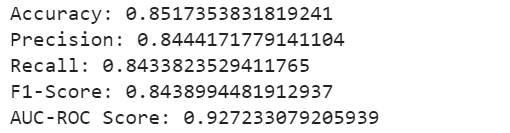 Accuracy: 0.8517353831819241
Precision: 0.8444171779141104
Recall: 0.8433823529411765
F1-Score: 0.8438994481912937
AUC-ROC Score: 0.927233079205939